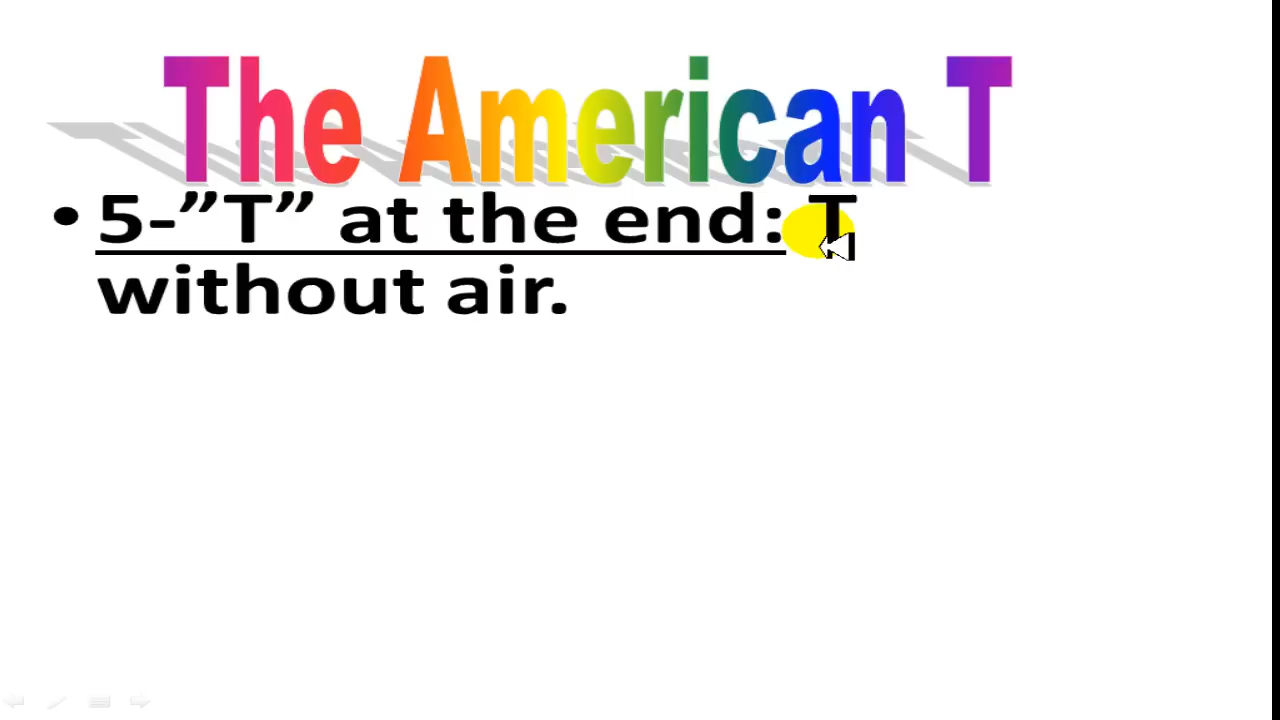 The American T
• 5-”T” at the end: T
without air.